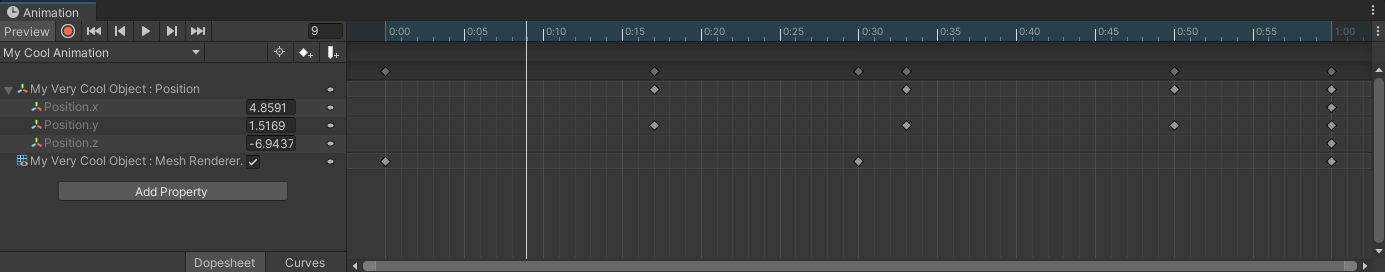 Animation
Preview 9 0:00 0:05 0:10 0:15 0:20 0:25 0:30 0:35 0:40 0:45 0:50 0:55 1:00
My Cool Animation
My Very Cool Object : Position
Position.x 4.8591
Position.y 1.5169
Position.z -6.9437
My Very Cool Object : Mesh Renderer.
Add Property
Dopesheet Curves